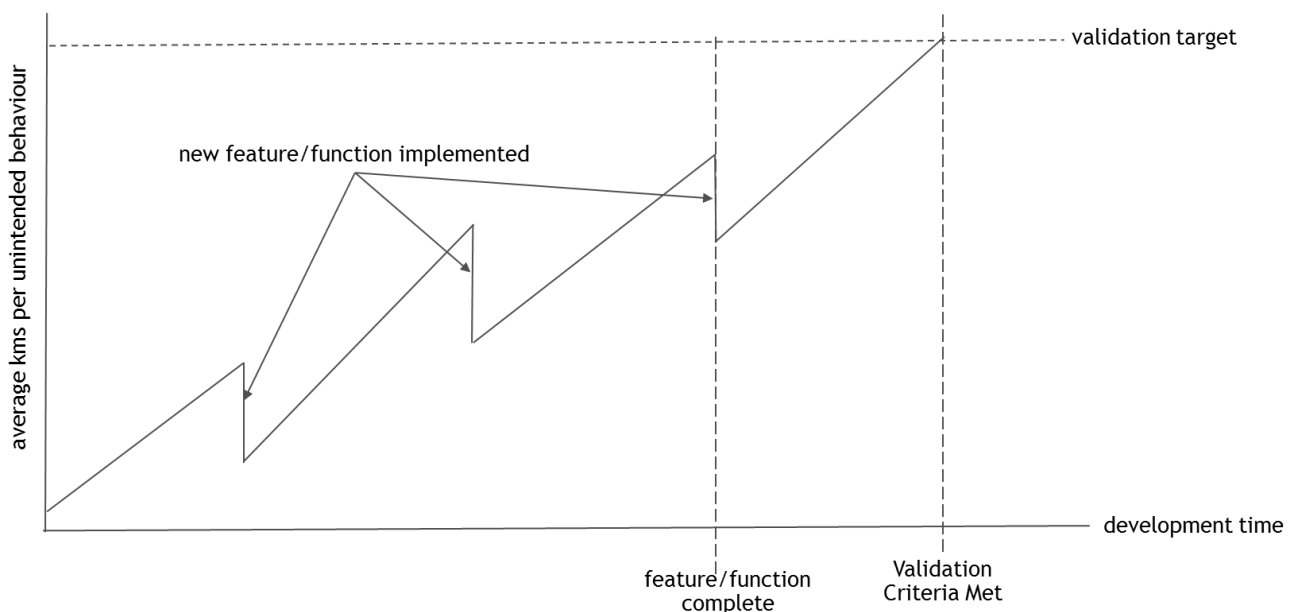 validation target
average kms per unintended behaviour
new feature/function implemented
development time
feature/function
complete
Validation
Criteria Met